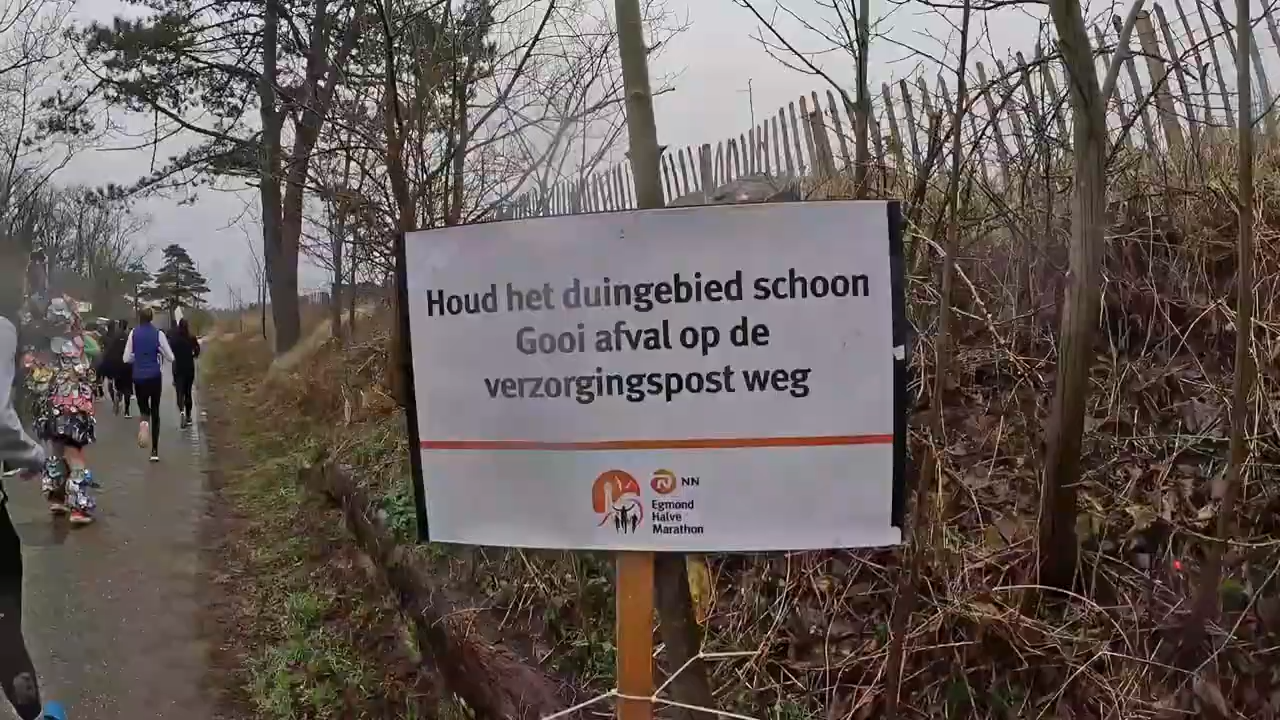 Houd het duingebied schoon
Gooi afval op de
verzorgingspost weg
NN
Egmond
Halve
Marathon